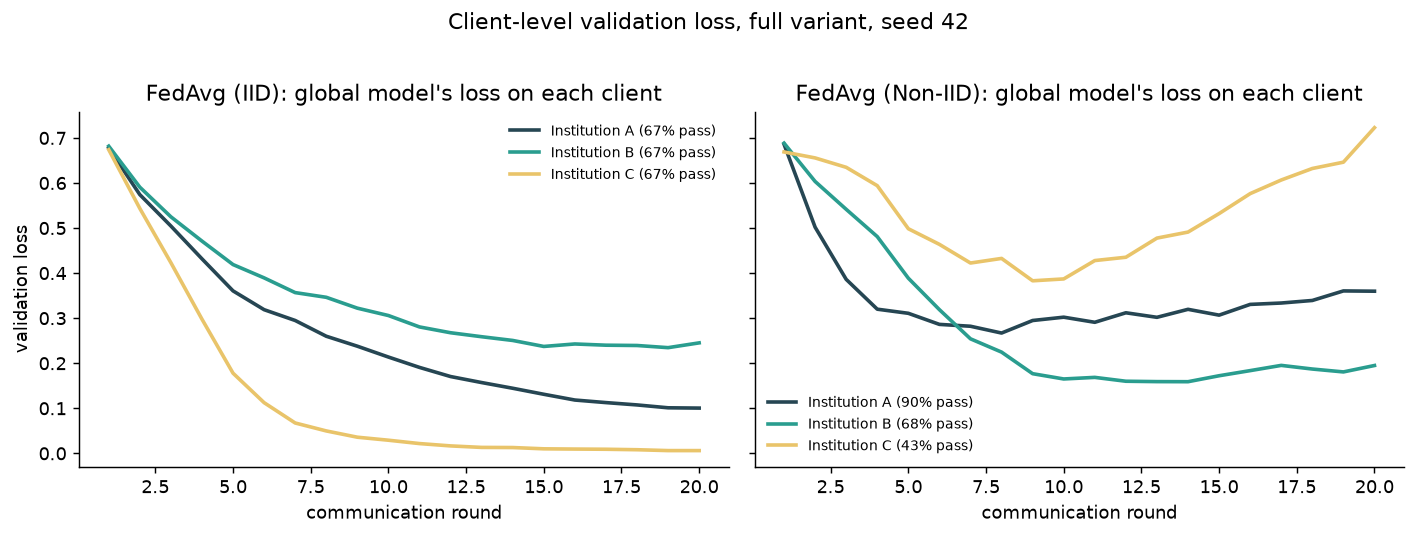 Client-level validation loss, full variant, seed 42
FedAvg (IID): global model's loss on each client
validation loss
0.7
0.6
0.5
0.4
0.3
0.2
0.1
0.0
Institution A (67% pass)
Institution B (67% pass)
Institution C (67% pass)
2.5 5.0 7.5 10.0 12.5 15.0 17.5 20.0
communication round
FedAvg (Non-IID): global model's loss on each client
Institution A (90% pass)
Institution B (68% pass)
Institution C (43% pass)
2.5 5.0 7.5 10.0 12.5 15.0 17.5 20.0
communication round